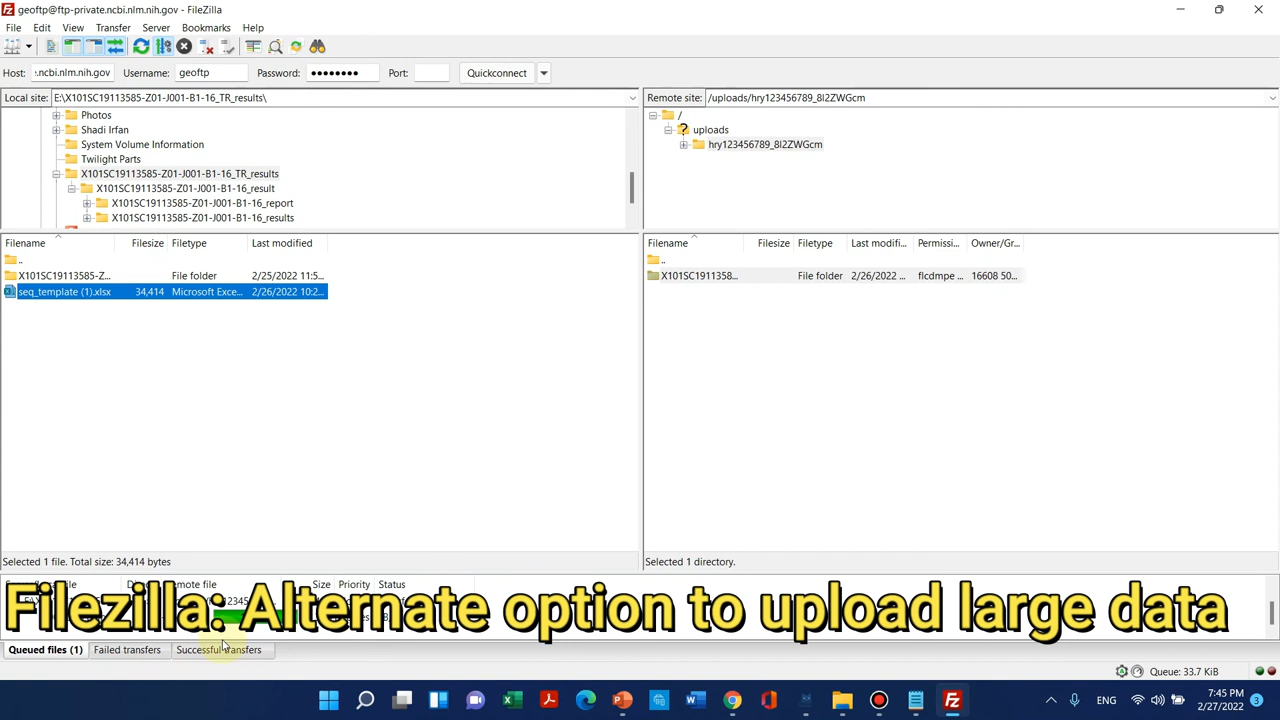 geoftp@ftp-private.ncbi.nlm.nih.gov - FileZilla
File Edit View Transfer Server Bookmarks Help
Host: :.ncbi.nlm.nih.gov Username: geoftp Password: ●●●●●●●● Port: Quickconnect
Local site: E:\X101SC19113585-Z01-J001-B1-16_TR_results\
Photos
Shadi Irfan
System Volume Information
Twilight Parts
X101SC19113585-Z01-J001-B1-16_TR_results
X101SC19113585-Z01-J001-B1-16_result
X101SC19113585-Z01-J001-B1-16_report
X101SC19113585-Z01-J001-B1-16_results
Remote site: /uploads/hry123456789_8I2ZWGcm
/
uploads
hry123456789_8I2ZWGcm
Filename Filesize Filetype Last modified
..
X101SC19113585-Z... File folder 2/25/2022 11:5...
seq_template (1).xlsx 34,414 Microsoft Exce... 2/26/2022 10:2...
Selected 1 file. Total size: 34,414 bytes
Filename Filesize Filetype Last modifi... Permissi... Owner/Gr...
..
X101SC1911358... File folder 2/26/2022 ... flcdmpe ... 16608 50...
Selected 1 directory.
Size Priority Status
Filezilla: Alternate option to upload large data
Queued files (1) Failed transfers Successful transfers
Queue: 33.7 KiB
ENG
7:45 PM
2/27/2022
3